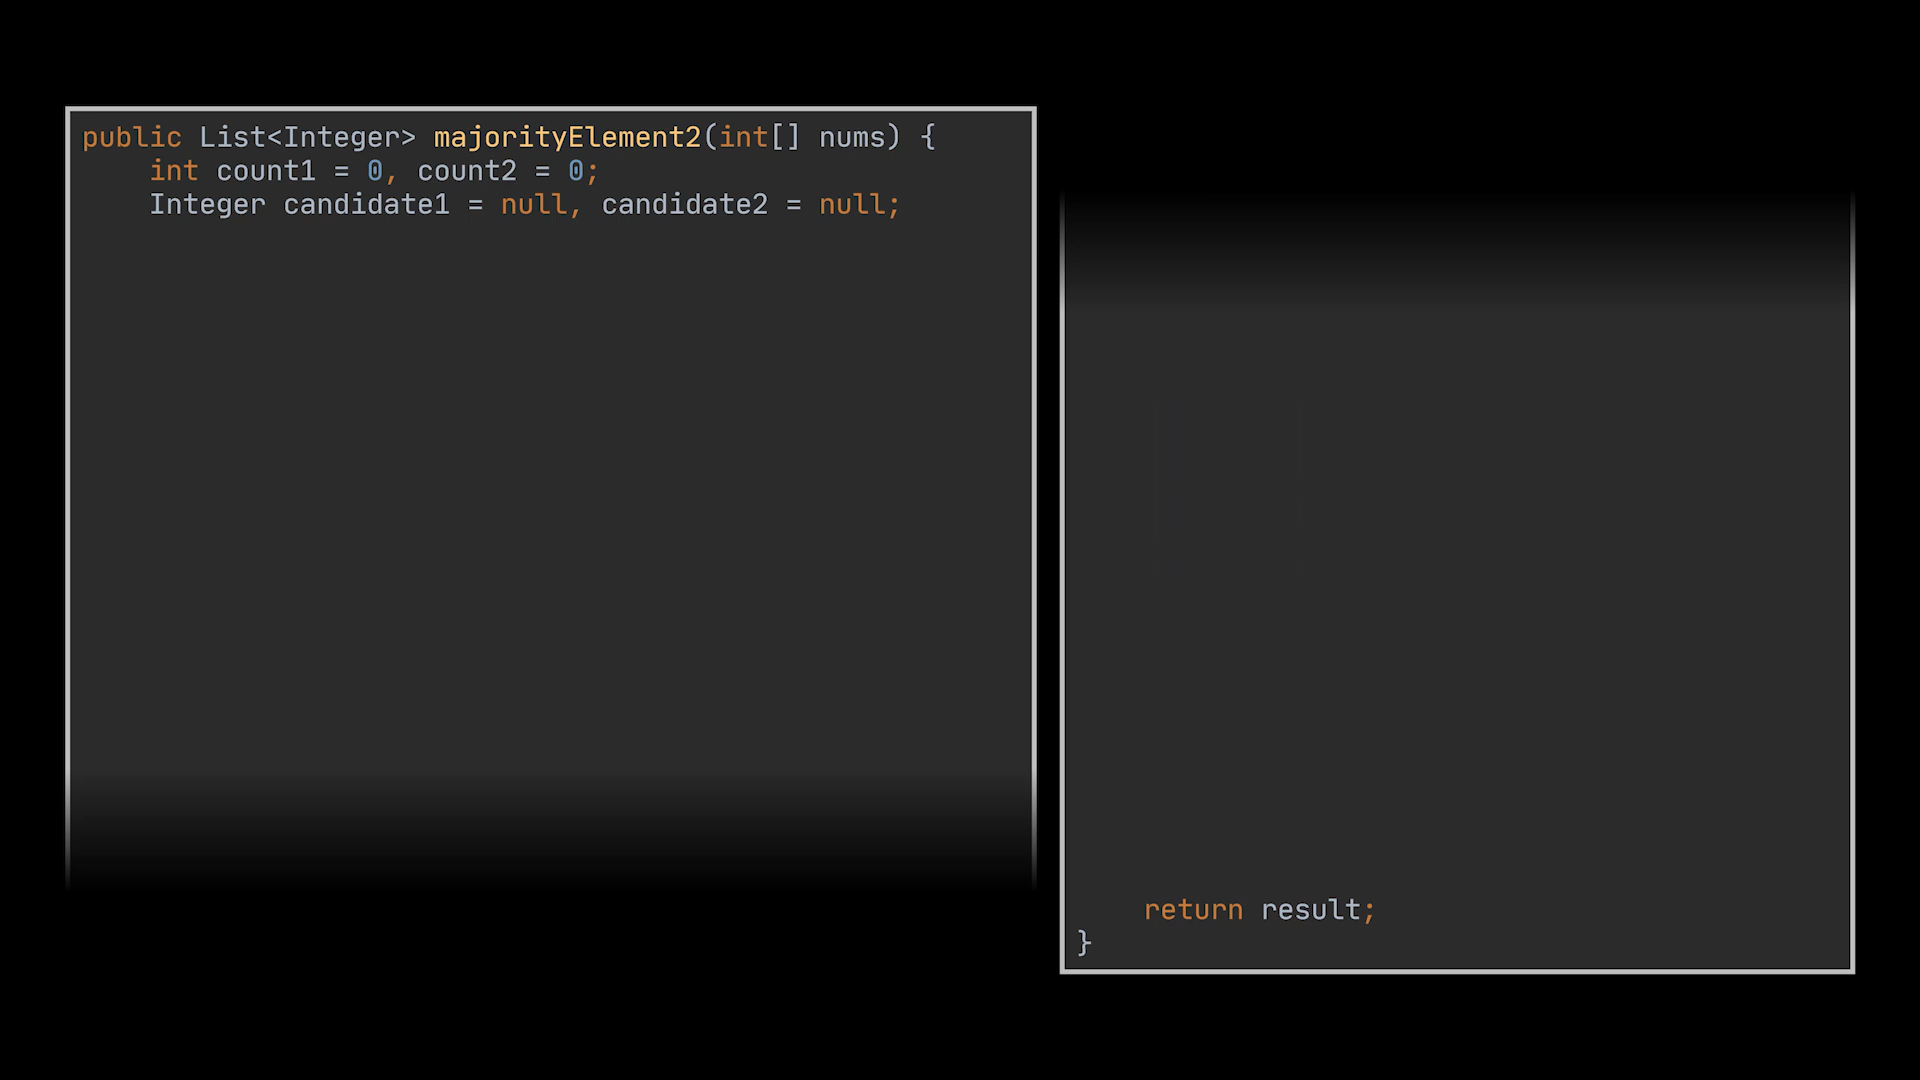 public List<Integer> majorityElement2(int[] nums) {
    int count1 = 0, count2 = 0;
    Integer candidate1 = null, candidate2 = null;
    return result;
}